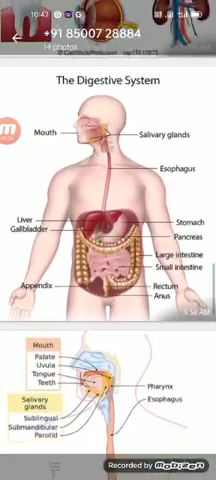 10:47
+91 85007 28884
14 photos
The Digestive System
Mouth
Salivary glands
Esophagus
Liver
Gallbladder
Stomach
Pancreas
Large intestine
Small intestine
Appendix
Rectum
Anus
9:58 AM
Mouth
Palate
Uvula
Tongue
Teeth
Salivary
glands
Sublingual
Submandibular
Parotid
Pharynx
Esophagus
Recorded by mobizen